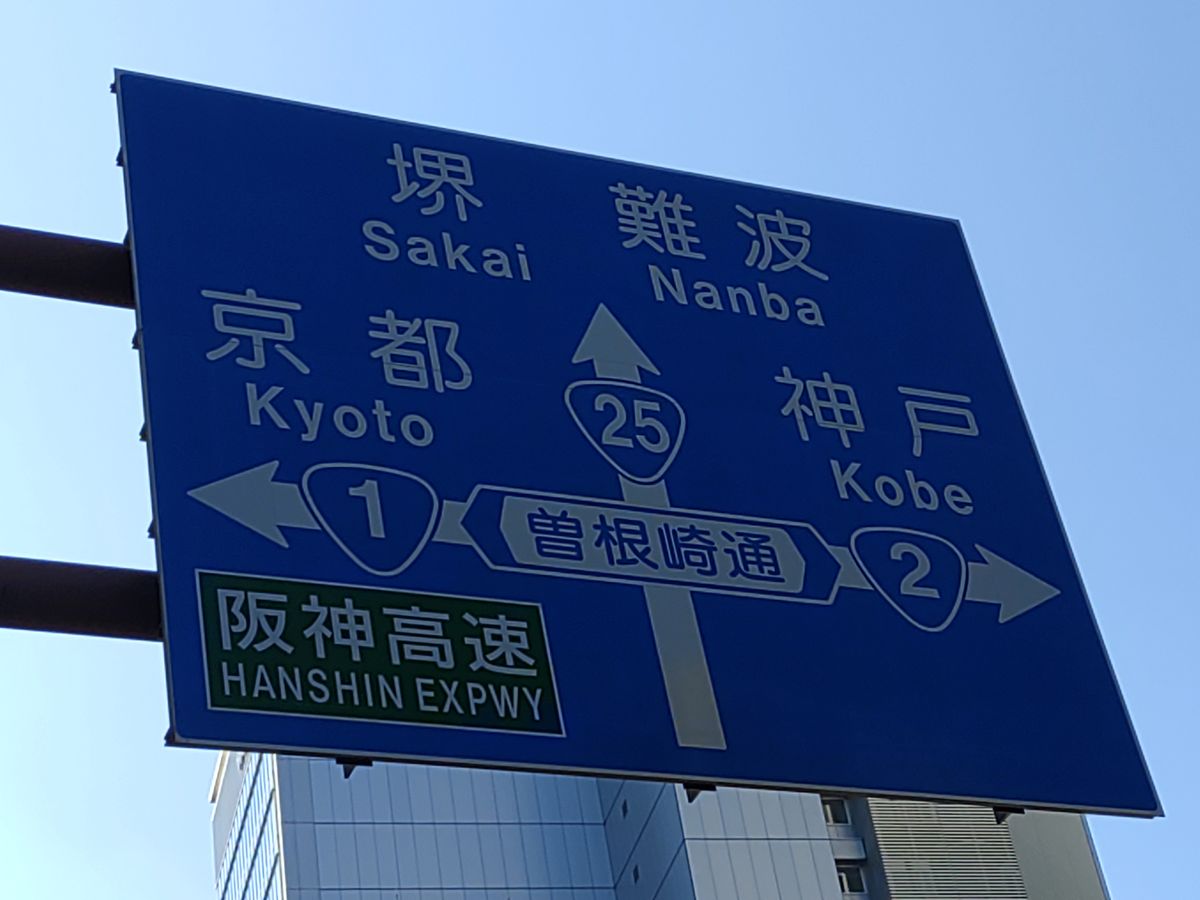 堺 難波
Sakai Nanba
京都
Kyoto
神戸
Kobe
25
1
曽根崎通
2
阪神高速
HANSHIN EXPWY